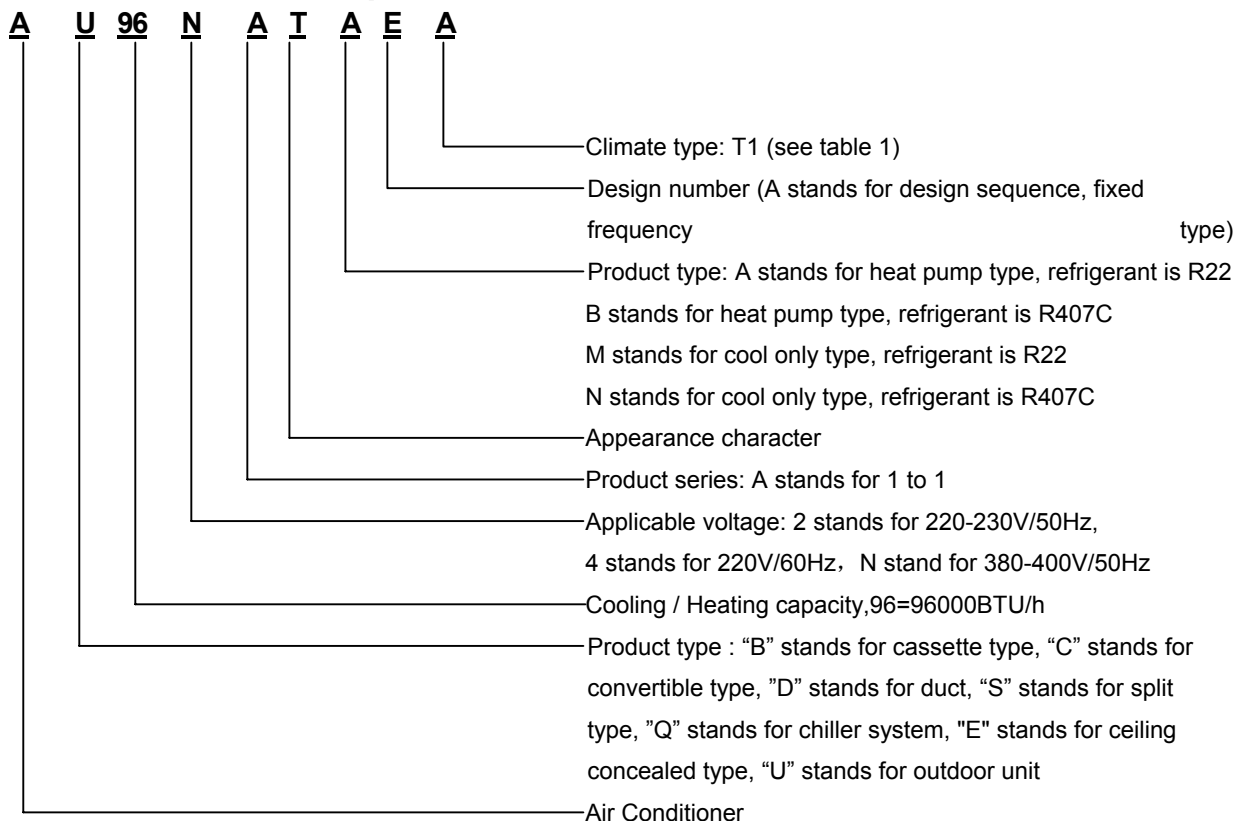 A U 96 N A T A E A
Climate type: T1 (see table 1)
Design number (A stands for design sequence, fixed
frequency type)
Product type: A stands for heat pump type, refrigerant is R22
B stands for heat pump type, refrigerant is R407C
M stands for cool only type, refrigerant is R22
N stands for cool only type, refrigerant is R407C
Appearance character
Product series: A stands for 1 to 1
Applicable voltage: 2 stands for 220-230V/50Hz,
4 stands for 220V/60Hz，N stand for 380-400V/50Hz
Cooling / Heating capacity,96=96000BTU/h
Product type : “B” stands for cassette type, “C” stands for
convertible type, ”D” stands for duct, “S” stands for split
type, ”Q” stands for chiller system, "E" stands for ceiling
concealed type, “U” stands for outdoor unit
Air Conditioner